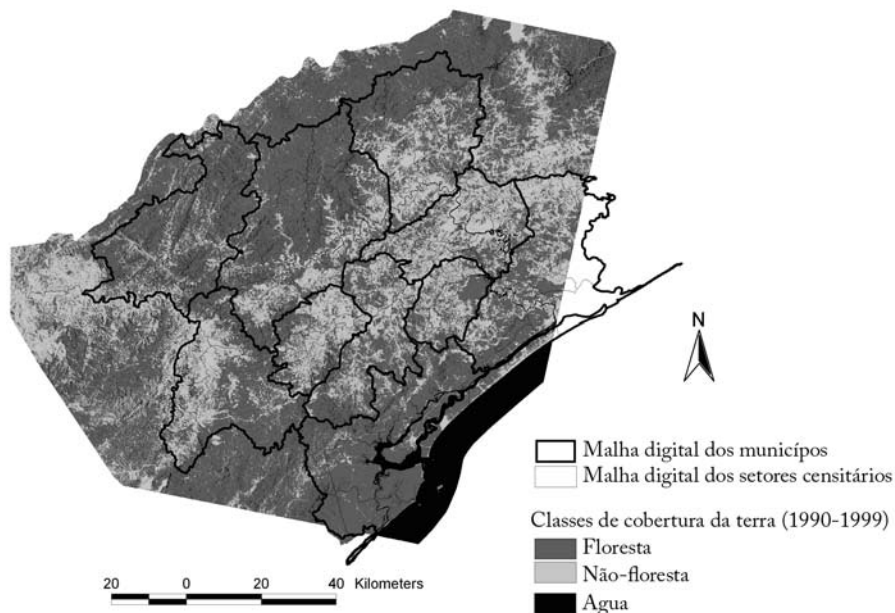 N
Malha digital dos municípos
Malha digital dos setores censitários
Classes de cobertura da terra (1990-1999)
Floresta
Não-floresta
Agua
20 0 20 40 Kilometers